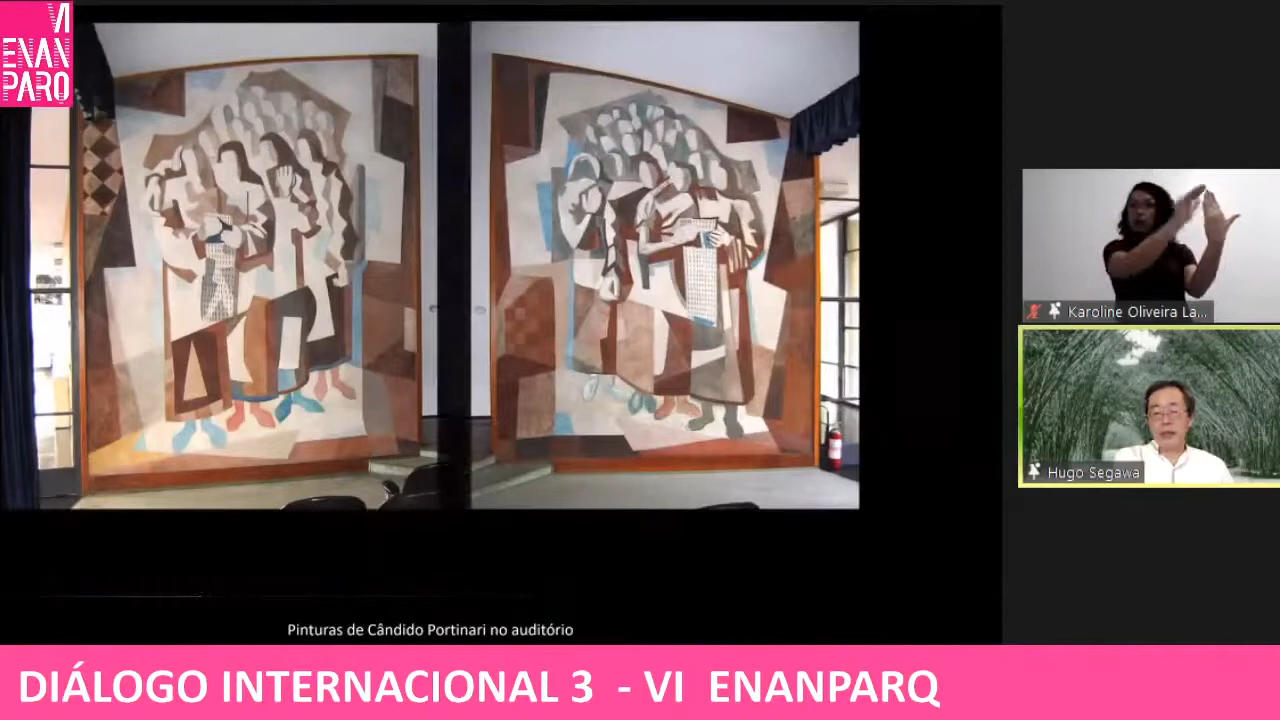 VI
ENAN
PARQ
Karoline Oliveira La...
Hugo Segawa
Pinturas de Cândido Portinari no auditório
DIÁLOGO INTERNACIONAL 3 - VI ENANPARQ